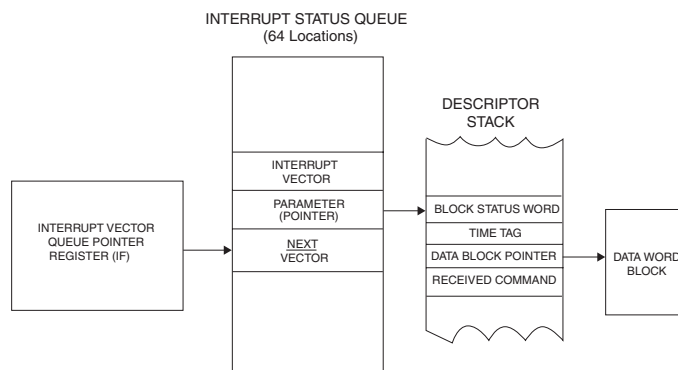 INTERRUPT STATUS QUEUE
(64 Locations)
DESCRIPTOR
STACK
INTERRUPT
VECTOR
PARAMETER
(POINTER)
NEXT
VECTOR
INTERRUPT VECTOR
QUEUE POINTER
REGISTER (IF)
BLOCK STATUS WORD
TIME TAG
DATA BLOCK POINTER
RECEIVED COMMAND
DATA WORD
BLOCK